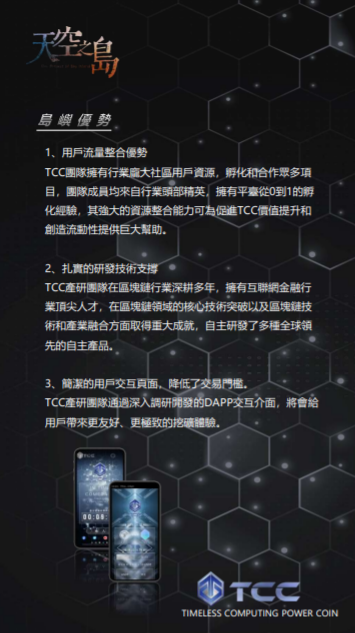 天空之島
島嶼優勢
1、用戶流量整合優勢
TCC團隊擁有行業龐大社區用戶資源，孵化和合作眾多項
目，團隊成員均來自行業頭部精英，擁有平臺從0到1的孵
化經驗，其強大的資源整合能力可為促進TCC價值提升和
創造流動性提供巨大幫助。
2、扎實的研發技術支撐
TCC產研團隊在區塊鏈行業深耕多年，擁有互聯網金融行
業頂尖人才，在區塊鏈領域的核心技術突破以及區塊鏈技
術和產業融合方面取得重大成就，自主研發了多種全球領
先的自主產品。
3、簡潔的用戶交互頁面，降低了交易門檻。
TCC產研團隊通過深入調研開發的DAPP交互介面，將會給
用戶帶來更友好、更極致的挖礦體驗。
TCC
TIMELESS COMPUTING POWER COIN